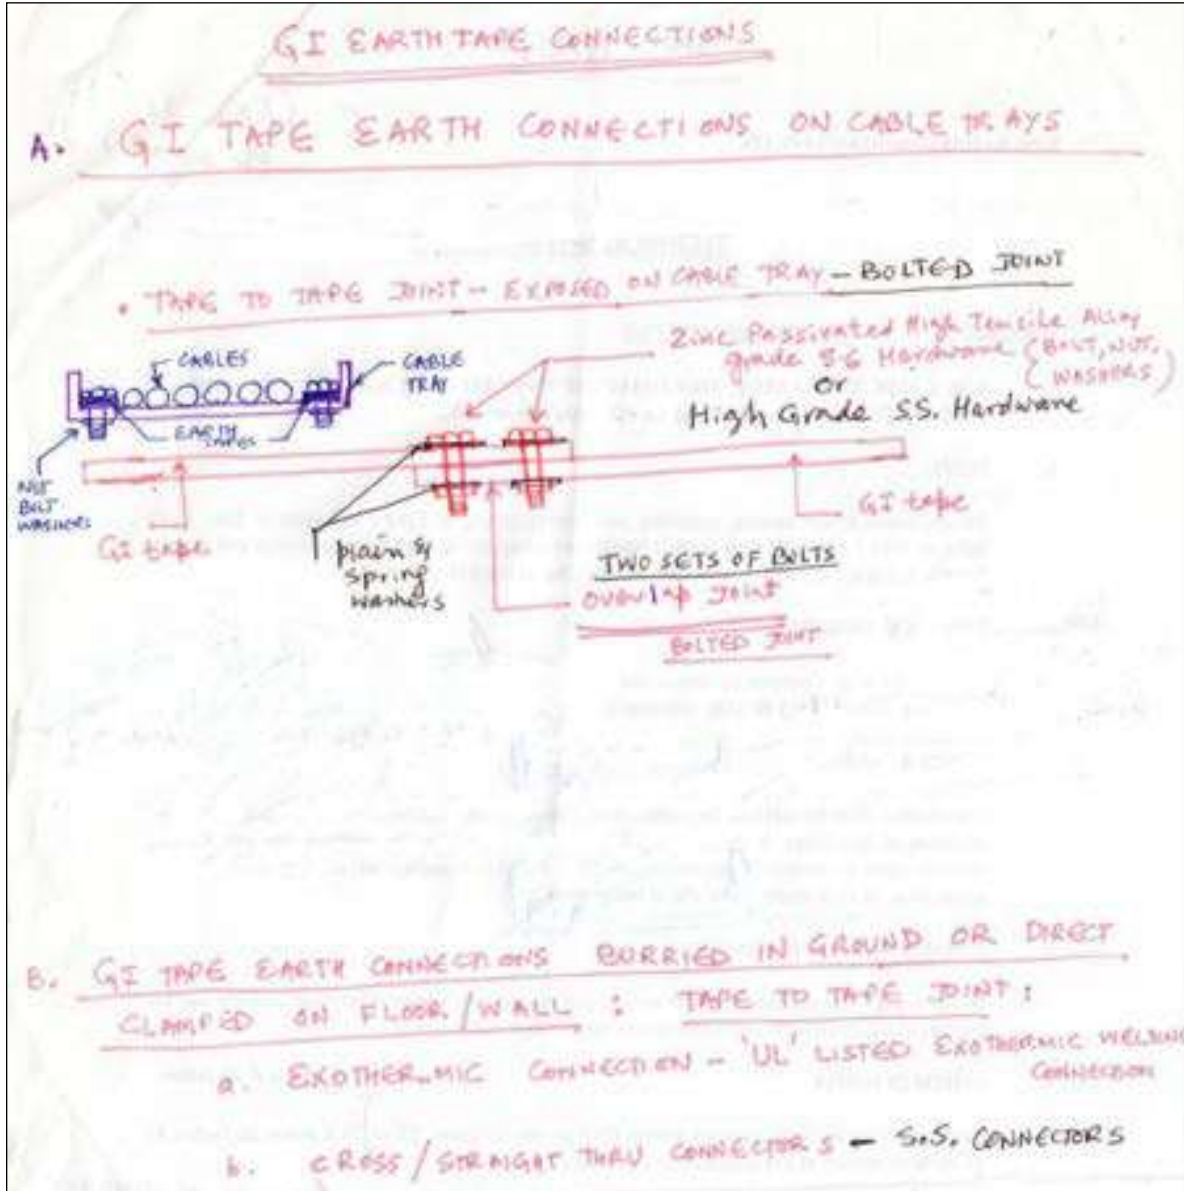 GI EARTH TAPE CONNECTIONS
A. GI TAPE EARTH CONNECTIONS ON CABLE TRAYS
• TAPE TO TAPE JOINT - EXPOSED ON CABLE TRAY - BOLTED JOINT
Zinc Passivated High Tensile Alloy
grade 8.6 Hardware (BOLT, NUT,
WASHERS)
Or
High Grade S.S. Hardware
CABLES
CABLE
TRAY
EARTH
TAPES
NUT
BOLT
WASHERS
GI tape
plain &
spring
washers
GI tape
TWO SETS OF BOLTS
overlap joint
BOLTED JOINT
B. GI TAPE EARTH CONNECTIONS BURRIED IN GROUND OR DIRECT
CLAMPED ON FLOOR/WALL : TAPE TO TAPE JOINT :
a. EXOTHERMIC CONNECTION - 'UL' LISTED EXOTHERMIC WELDING
CONNECTION
b. CROSS/STRAIGHT THRU CONNECTORS - S.S. CONNECTORS